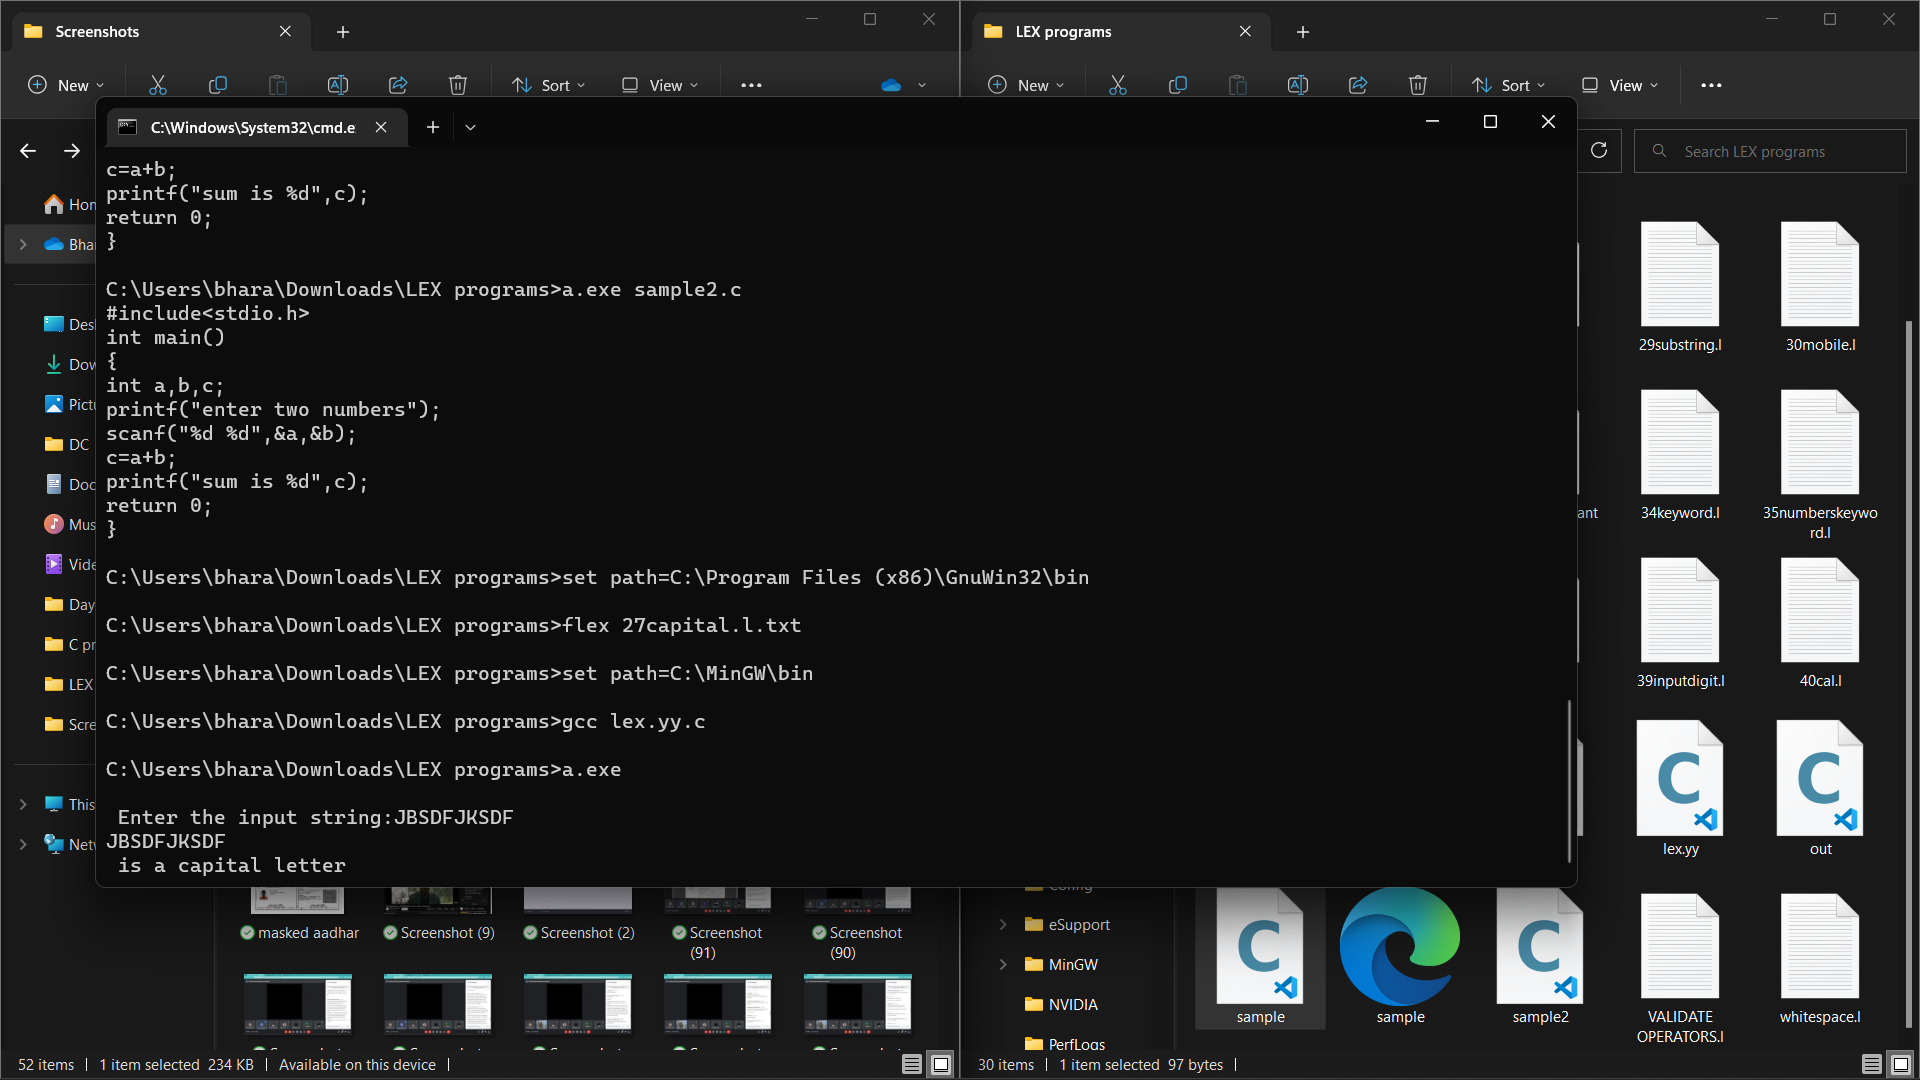 Screenshots
LEX programs
New
Sort
View
New
Sort
View
C:\Windows\System32\cmd.e
Search LEX programs
c=a+b;
printf("sum is %d",c);
return 0;
}
C:\Users\bhara\Downloads\LEX programs>a.exe sample2.c
#include<stdio.h>
int main()
{
int a,b,c;
printf("enter two numbers");
scanf("%d %d",&a,&b);
c=a+b;
printf("sum is %d",c);
return 0;
}
C:\Users\bhara\Downloads\LEX programs>set path=C:\Program Files (x86)\GnuWin32\bin
C:\Users\bhara\Downloads\LEX programs>flex 27capital.l.txt
C:\Users\bhara\Downloads\LEX programs>set path=C:\MinGW\bin
C:\Users\bhara\Downloads\LEX programs>gcc lex.yy.c
C:\Users\bhara\Downloads\LEX programs>a.exe
Enter the input string:JBSDFJKSDF
JBSDFJKSDF
is a capital letter
Hom
Bhar
Desl
Dow
Pictu
DC
Doc
Mus
Vide
Day
C pr
LEX
Scre
This
Netw
masked aadhar
Screenshot (9)
Screenshot (2)
Screenshot
(91)
Screenshot
(90)
52 items
1 item selected 234 KB
Available on this device
29substring.l
30mobile.l
ant
34keyword.l
35numberskeywo
rd.l
39inputdigit.l
40cal.l
lex.yy
out
Config
eSupport
MinGW
NVIDIA
PerfLogs
sample
sample
sample2
VALIDATE
OPERATORS.l
whitespace.l
30 items
1 item selected 97 bytes